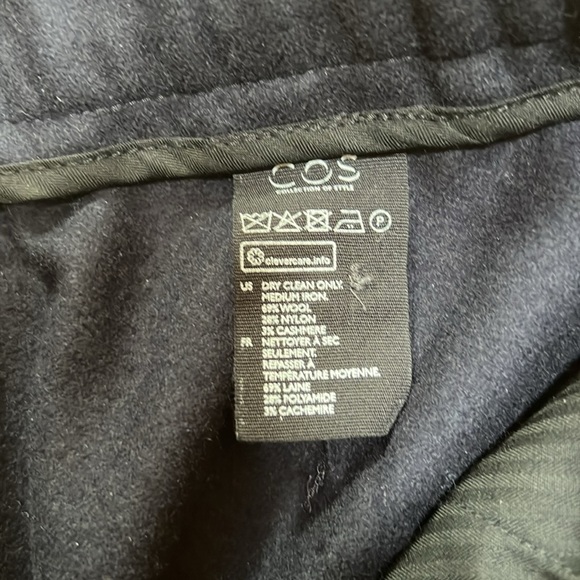 COS
COLLECTION OF STYLE
P
clevercare.info
US DRY CLEAN ONLY.
MEDIUM IRON.
69% WOOL
28% NYLON
3% CASHMERE
FR NETTOYER À SEC
SEULEMENT.
REPASSER À
TEMPÉRATURE MOYENNE.
69% LAINE
28% POLYAMIDE
3% CACHEMIRE